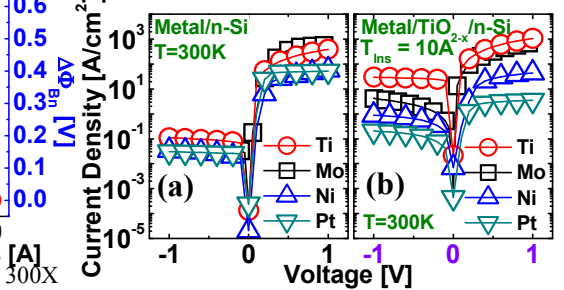 0.6
0.5
0.4
0.3
0.2
0.1
0.0
ΔΦBn [V]
[A]
300X
Current Density [A/cm2-
10^3
10^1
10^-1
10^-3
10^-5
Metal/n-Si
T=300K
Ti
Mo
Ni
Pt
(a)
-1 0 1
Metal/TiO2-x/n-Si
TIns = 10A
Ti
Mo
Ni
Pt
(b)
T=300K
-1 0 1
Voltage [V]